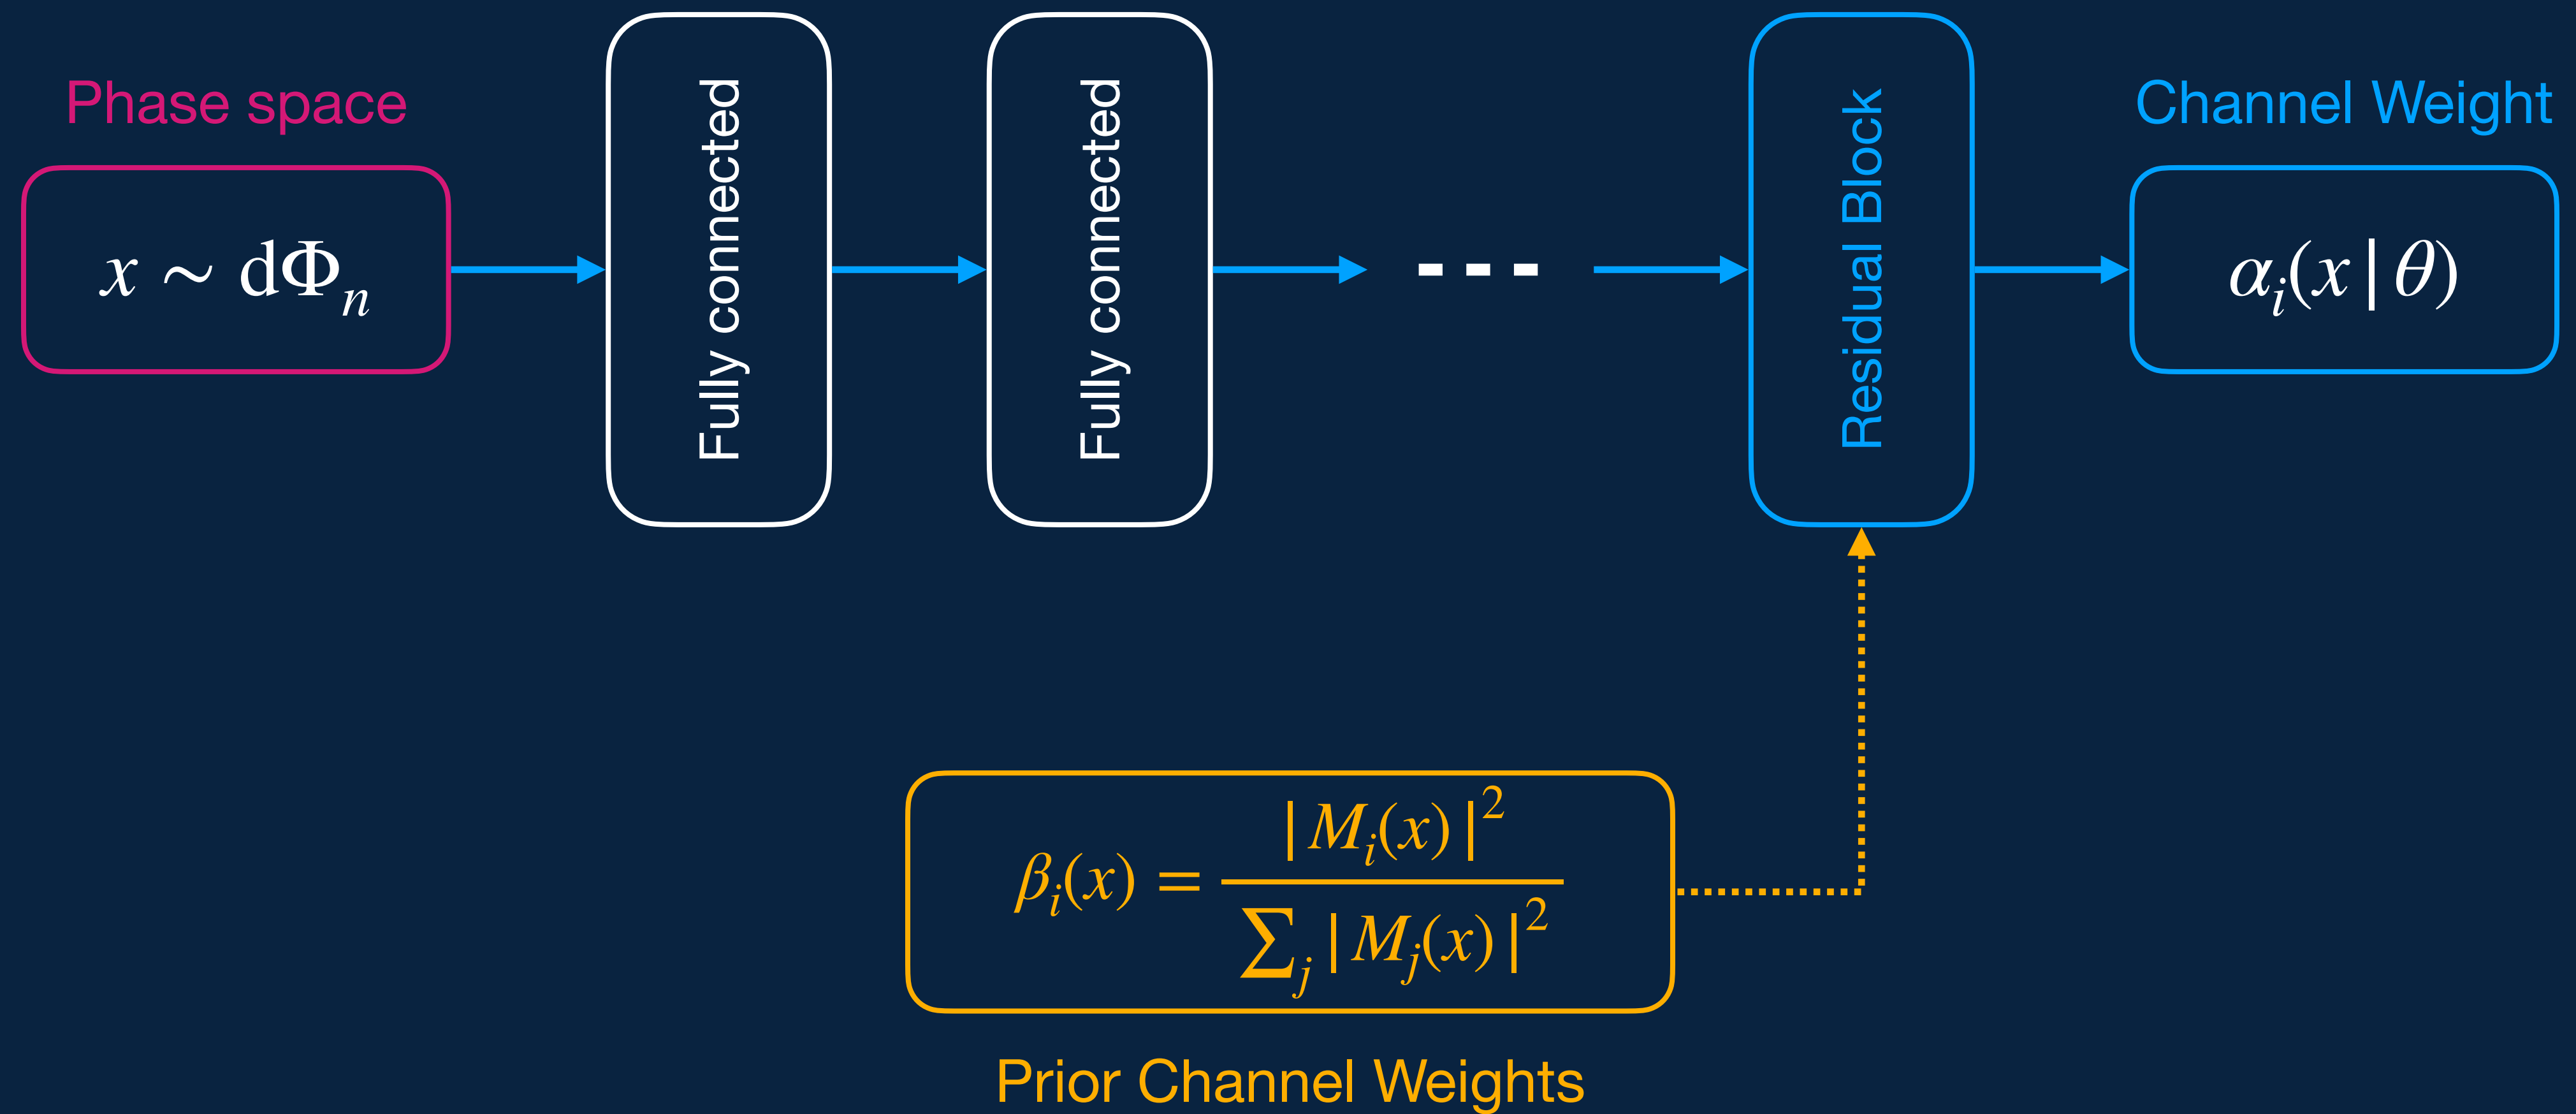 Phase space
x ~ dΦ_n
Fully connected
Fully connected
Residual Block
Channel Weight
α_i(x | θ)
β_i(x) = |M_i(x)|^2 / ∑_j |M_j(x)|^2
Prior Channel Weights